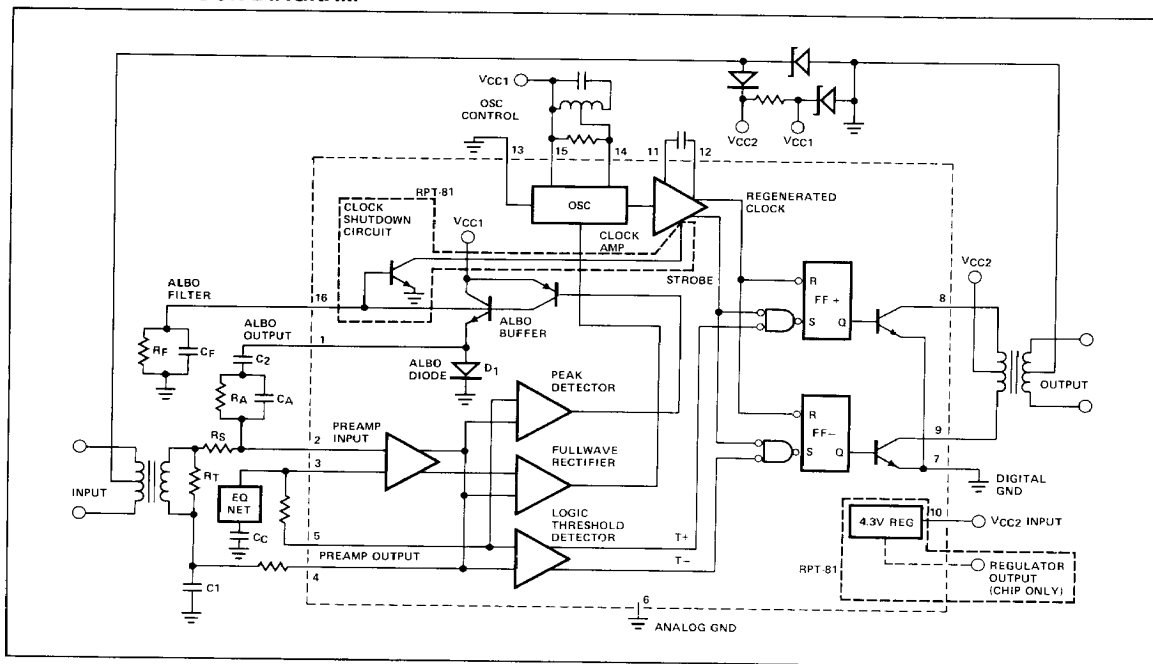 VCC1
OSC
CONTROL
VCC2
VCC1
13
15
14
11
12
RPT-81
OSC
REGENERATED
CLOCK
CLOCK
SHUTDOWN
CIRCUIT
VCC1
CLOCK
AMP
STROBE
VCC2
ALBO
FILTER
16
R
FF +
S
Q
8
ALBO
BUFFER
ALBO
OUTPUT
1
RF
CF
C2
ALBO
DIODE
D1
PEAK
DETECTOR
OUTPUT
RA
CA
R
FF−
S
Q
9
7
RS
2
PREAMP
INPUT
3
FULLWAVE
RECTIFIER
DIGITAL
GND
INPUT
RT
EQ
NET
LOGIC
THRESHOLD
DETECTOR
4.3V REG
10
VCC2 INPUT
CC
5
PREAMP OUTPUT
4
T+
T−
RPT-81
REGULATOR
OUTPUT
(CHIP ONLY)
C1
6
ANALOG GND